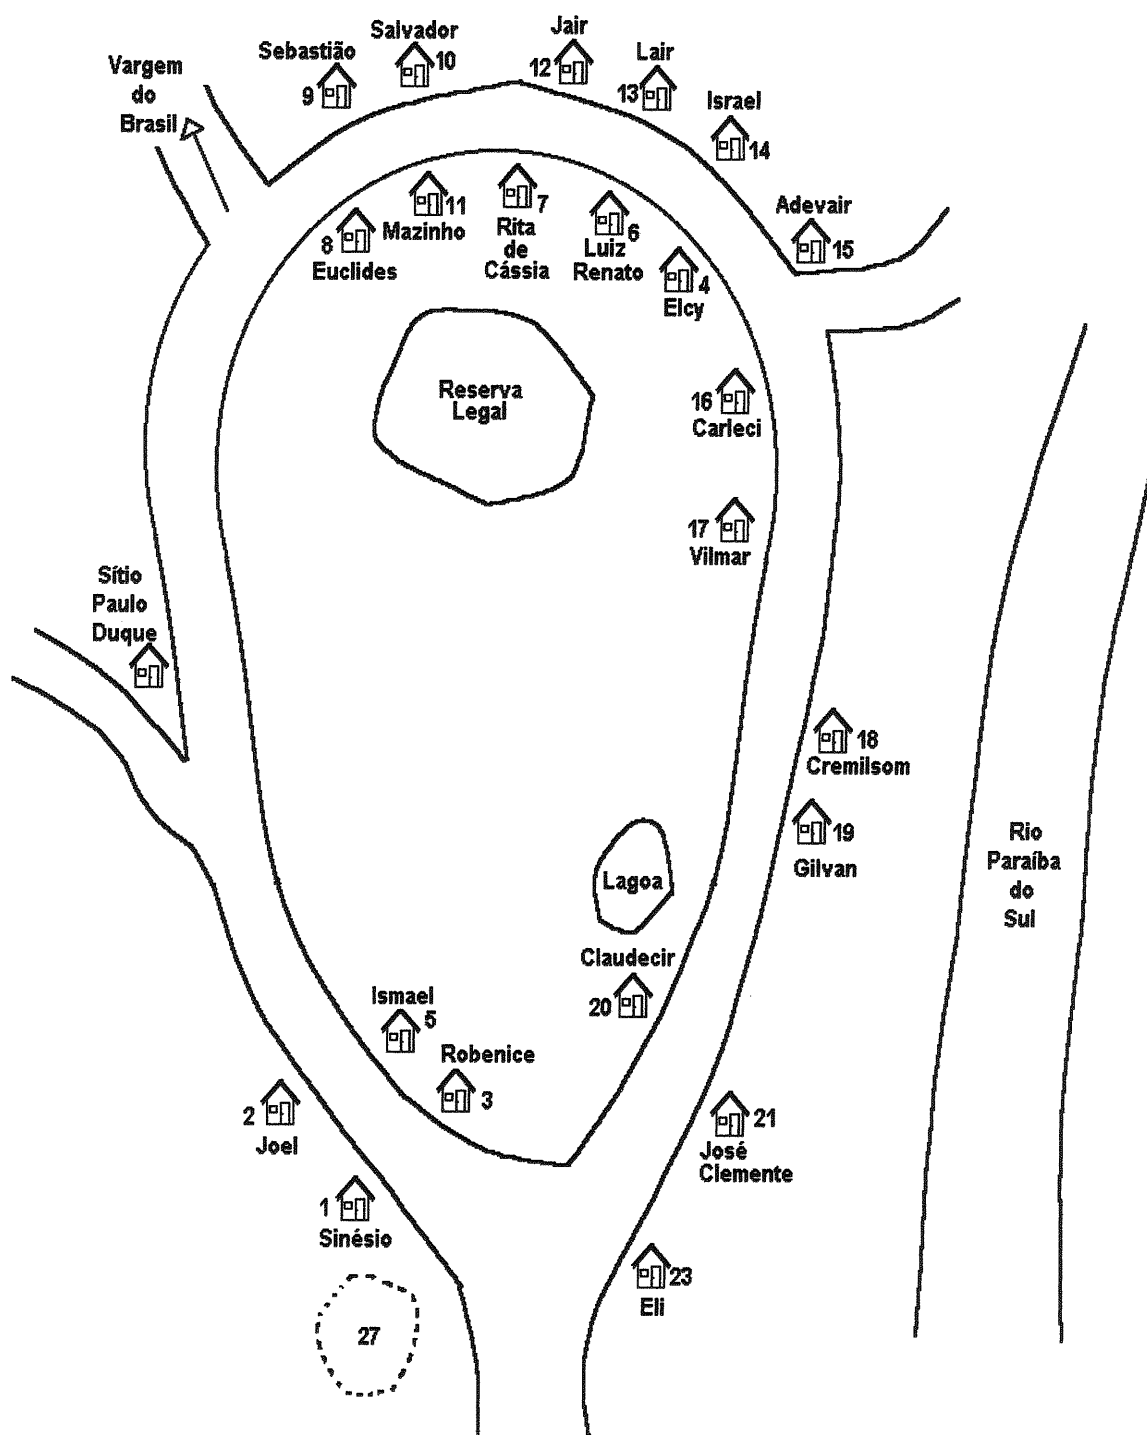 Salvador
10
Jair
12
Sebastião
9
Lair
13
Vargem
do
Brasil
Israel
14
Adevair
15
11
Mazinho
7
Rita
de
Cássia
6
Luiz
Renato
8
Euclides
4
Elcy
Reserva
Legal
16
Carleci
17
Vilmar
Sítio
Paulo
Duque
18
Cremilsom
19
Gilvan
Rio
Paraíba
do
Sul
Lagoa
Claudecir
20
Ismael
5
Robenice
3
2
Joel
21
José
Clemente
1
Sinésio
23
Eli
27